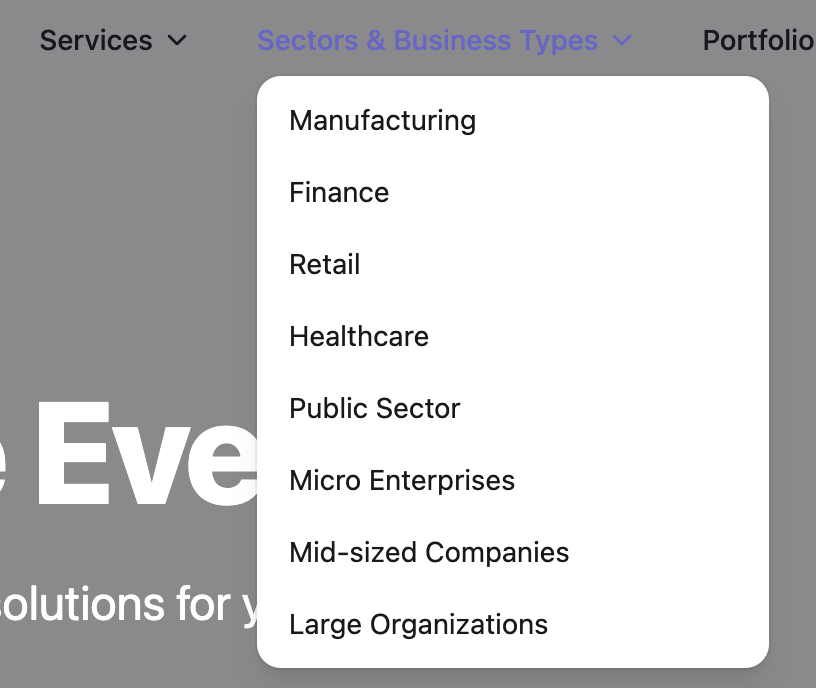 Services
Sectors & Business Types
Portfolio
Manufacturing
Finance
Retail
Healthcare
Public Sector
Micro Enterprises
Mid-sized Companies
Large Organizations
Eve
solutions for y